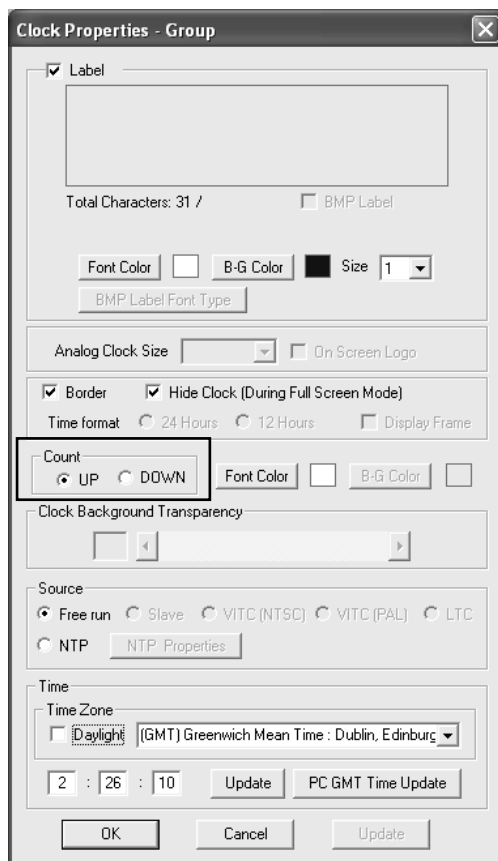 Clock Properties - Group
Label
Total Characters: 31 /
BMP Label
Font Color
B-G Color
Size
1
BMP Label Font Type
Analog Clock Size
On Screen Logo
Border
Hide Clock (During Full Screen Mode)
Time format
24 Hours
12 Hours
Display Frame
Count
UP
DOWN
Font Color
B-G Color
Clock Background Transparency
Source
Free run
Slave
VITC (NTSC)
VITC (PAL)
LTC
NTP
NTP Properties
Time
Time Zone
Daylight
(GMT) Greenwich Mean Time : Dublin, Edinburg
2 : 26 : 10
Update
PC GMT Time Update
OK
Cancel
Update